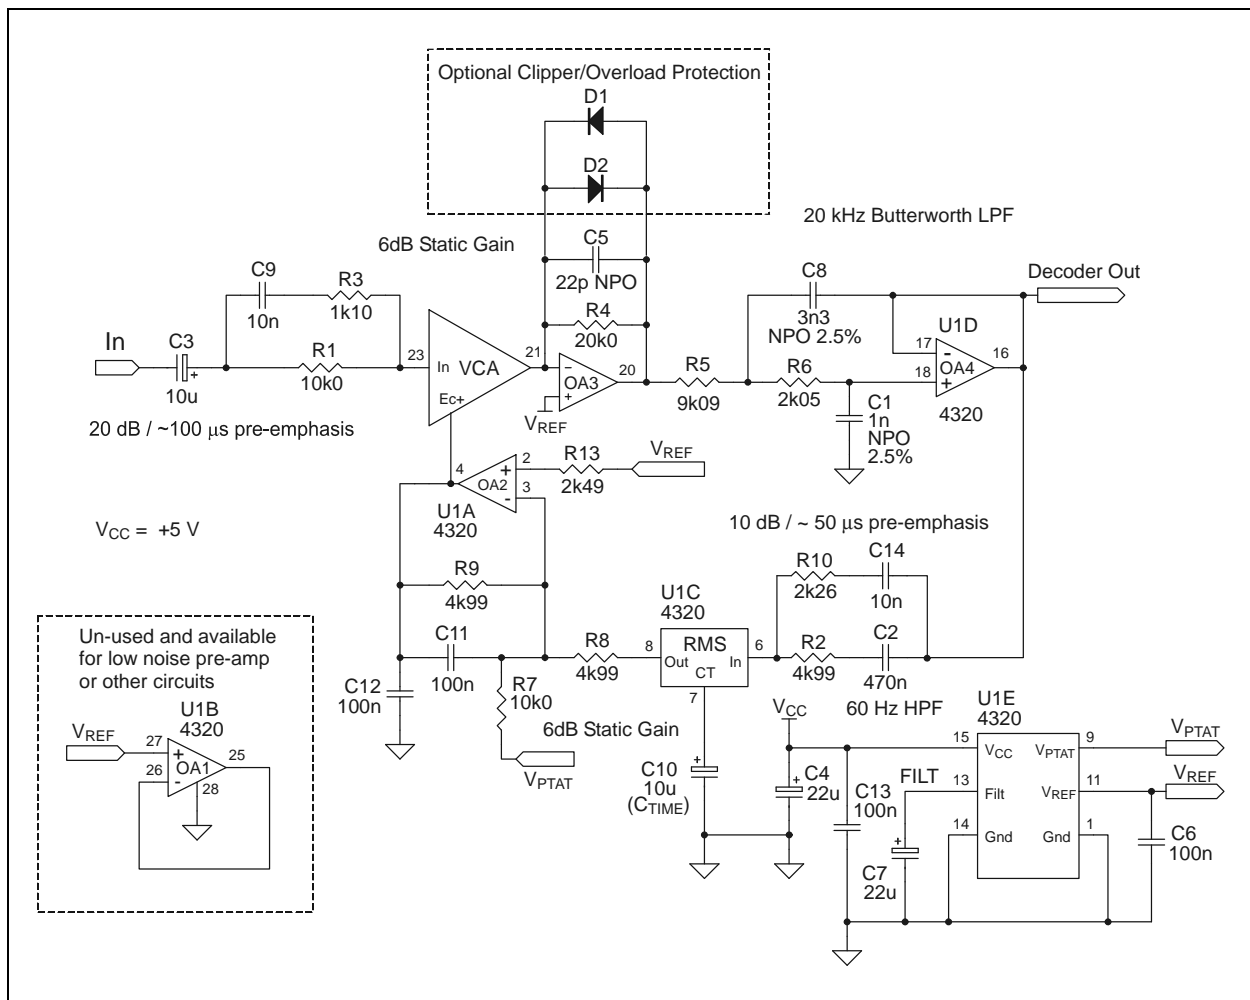 Optional Clipper/Overload Protection
D1
D2
20 kHz Butterworth LPF
6dB Static Gain
C5
22p NPO
C9
10n
R3
1k10
C8
3n3
NPO 2.5%
Decoder Out
In
C3
+
10u
R1
10k0
23
In
VCA
Ec+
21
R4
20k0
-
OA3
+
20
VREF
R5
9k09
R6
2k05
U1D
17
-
OA4
18
+
16
4320
C1
1n
NPO
2.5%
20 dB / ~100 µs pre-emphasis
4
OA2
+
-
2
3
R13
2k49
VREF
U1A
4320
VCC = +5 V
10 dB / ~ 50 µs pre-emphasis
R9
4k99
R10
2k26
C14
10n
U1C
4320
C11
100n
R8
4k99
8
RMS
Out
In
CT
6
7
R2
4k99
C2
470n
C12
100n
R7
10k0
6dB Static Gain
VPTAT
60 Hz HPF
Un-used and available
for low noise pre-amp
or other circuits
U1B
4320
VREF
27
+
26
-
OA1
25
28
+
C10
10u
(CTIME)
VCC
+
C4
22u
C13
100n
U1E
4320
15
VCC
VPTAT
9
VPTAT
FILT
13
Filt
VREF
11
VREF
14
Gnd
Gnd
1
+
C7
22u
C6
100n